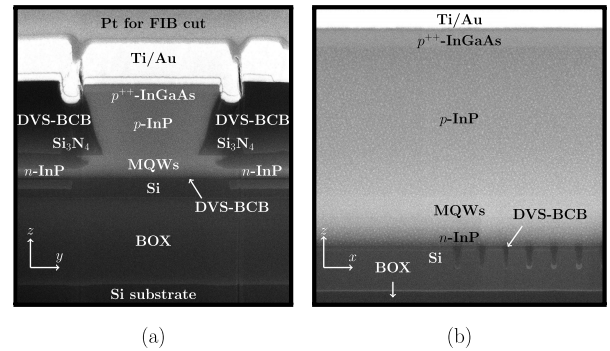 Pt for FIB cut
Ti/Au
p++-InGaAs
DVS-BCB
p-InP
DVS-BCB
Si3N4
Si3N4
n-InP
MQWs
n-InP
Si
DVS-BCB
z
BOX
y
Si substrate
(a)
Ti/Au
p++-InGaAs
p-InP
MQWs
DVS-BCB
n-InP
z
Si
x
BOX
(b)